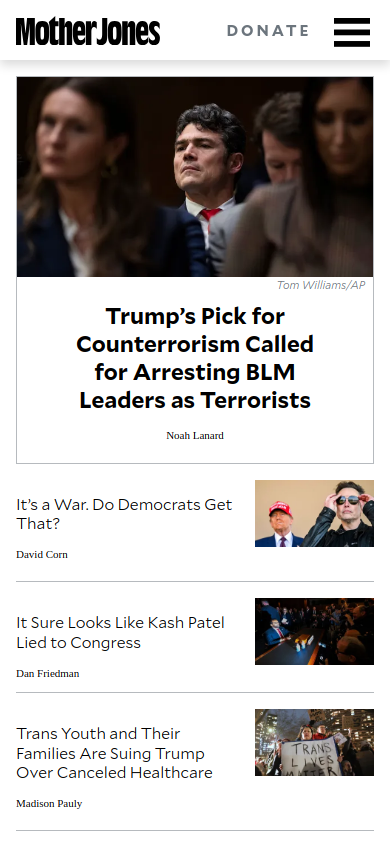 Mother Jones
DONATE
Tom Williams/AP
Trump’s Pick for
Counterrorism Called
for Arresting BLM
Leaders as Terrorists
Noah Lanard
It’s a War. Do Democrats Get
That?
David Corn
It Sure Looks Like Kash Patel
Lied to Congress
Dan Friedman
Trans Youth and Their
Families Are Suing Trump
Over Canceled Healthcare
Madison Pauly
TRANS
LIVES
MATTER